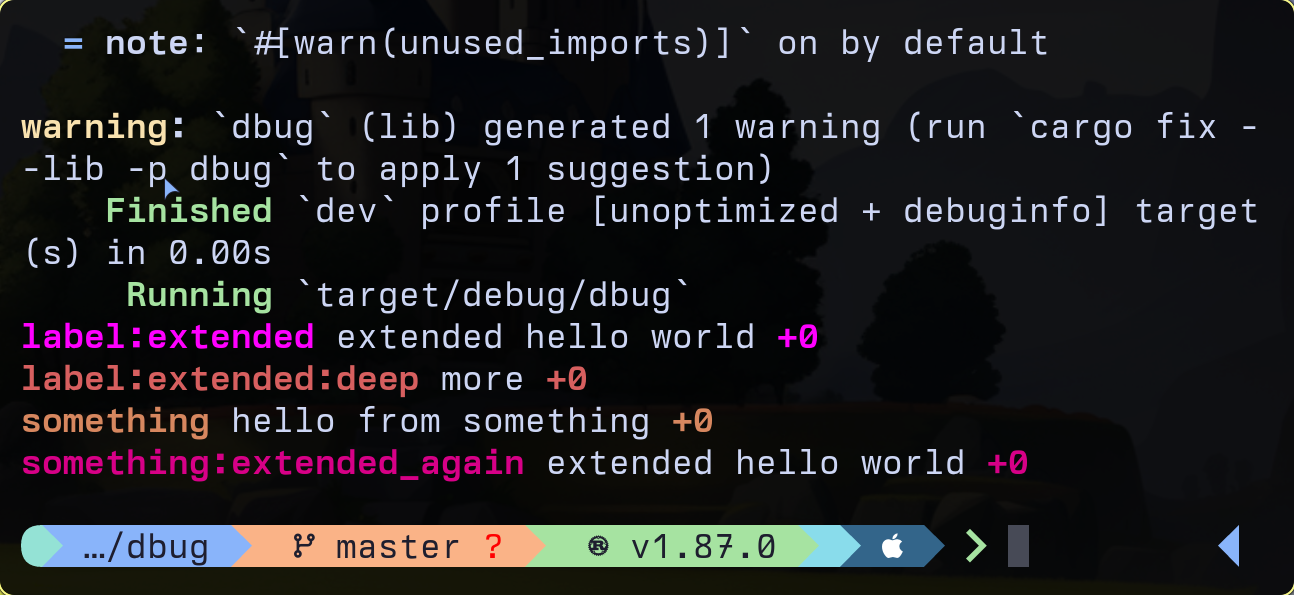 = note: `#[warn(unused_imports)]` on by default
warning: `dbug` (lib) generated 1 warning (run `cargo fix -
-lib -p dbug` to apply 1 suggestion)
Finished `dev` profile [unoptimized + debuginfo] target
(s) in 0.00s
Running `target/debug/dbug`
label:extended extended hello world +0
label:extended:deep more +0
something hello from something +0
something:extended_again extended hello world +0
…/dbug master ? ® v1.87.0 ❯